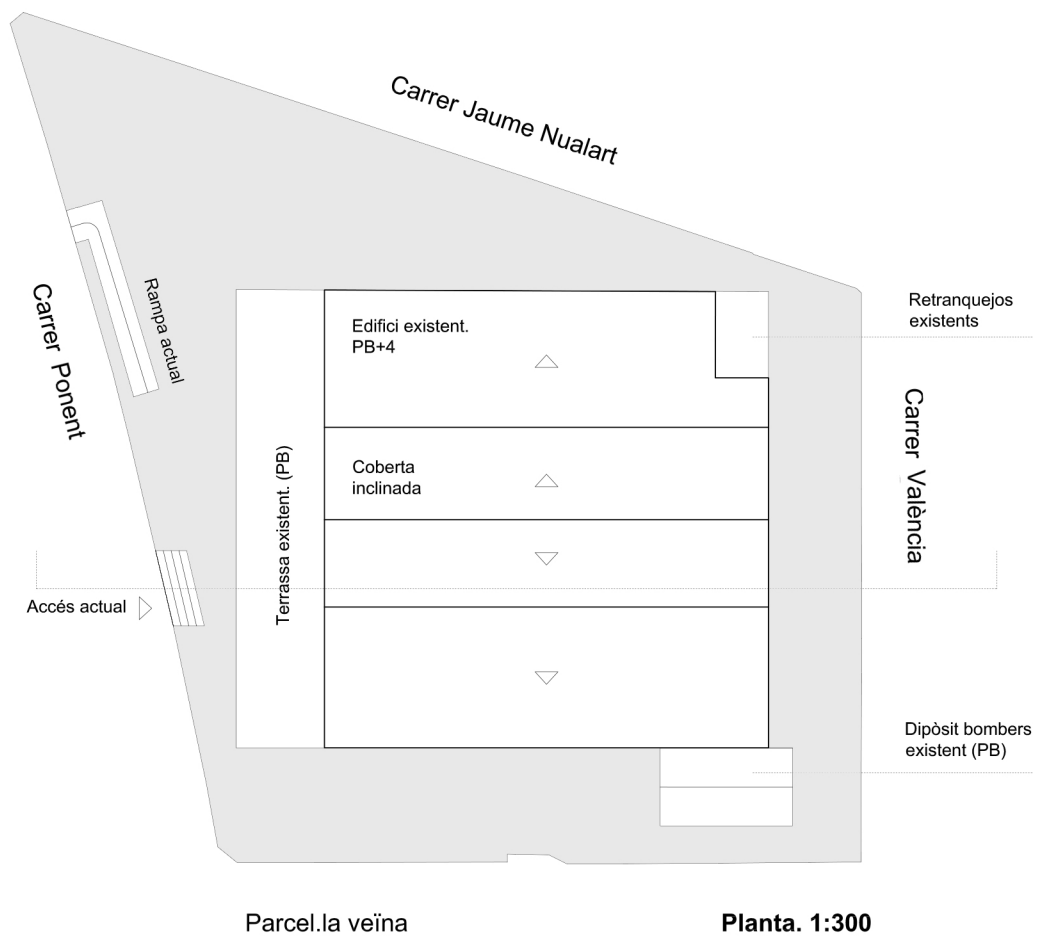 Carrer Jaume Nualart
Carrer Ponent
Rampa actual
Retranquejos
existents
Edifici existent.
PB+4
Carrer València
Coberta
inclinada
Terrassa existent. (PB)
Accés actual
Dipòsit bombers
existent (PB)
Parcel.la veïna
Planta. 1:300